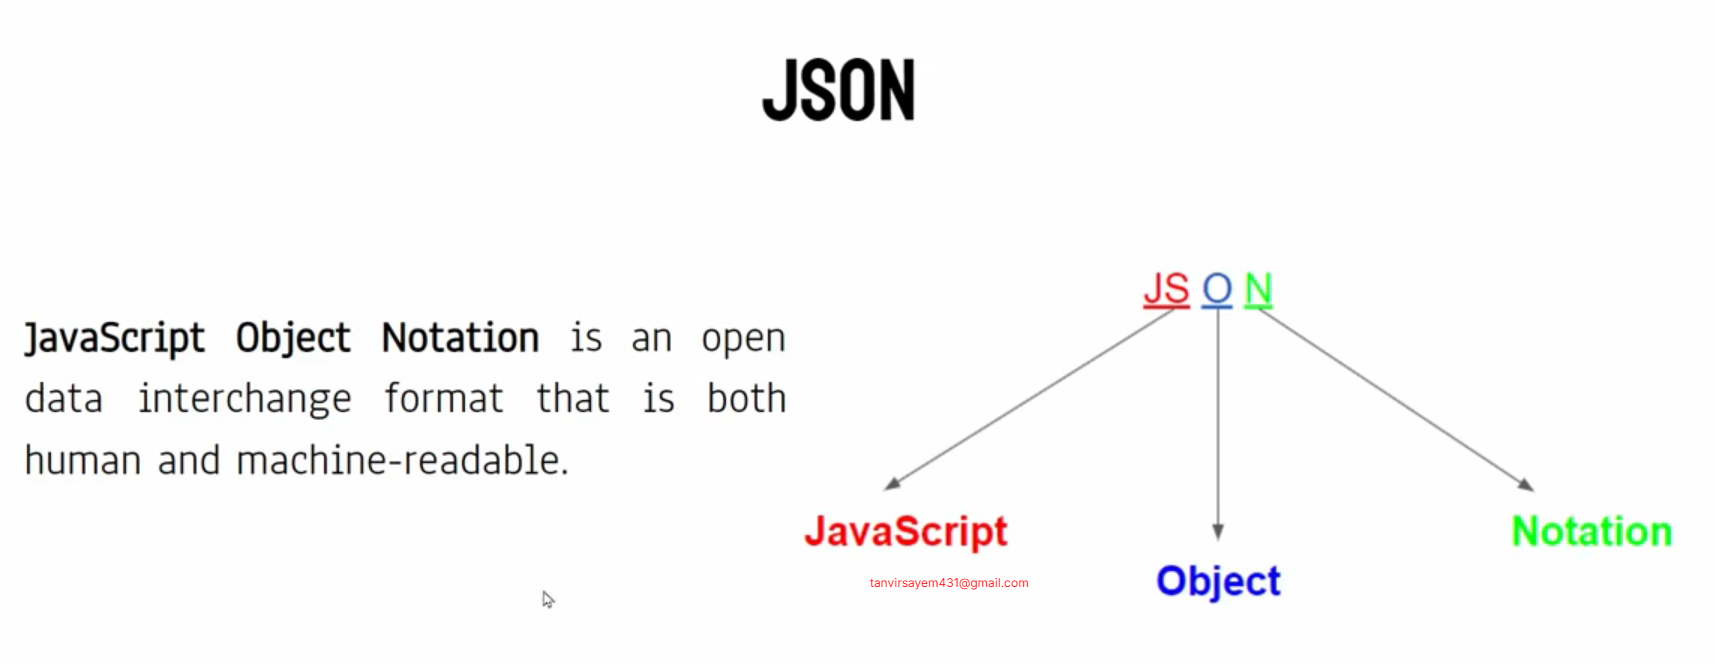 JSON
JavaScript Object Notation is an open
data interchange format that is both
human and machine-readable.
JS O N
JavaScript
Object
Notation
tanvirsayem431@gmail.com